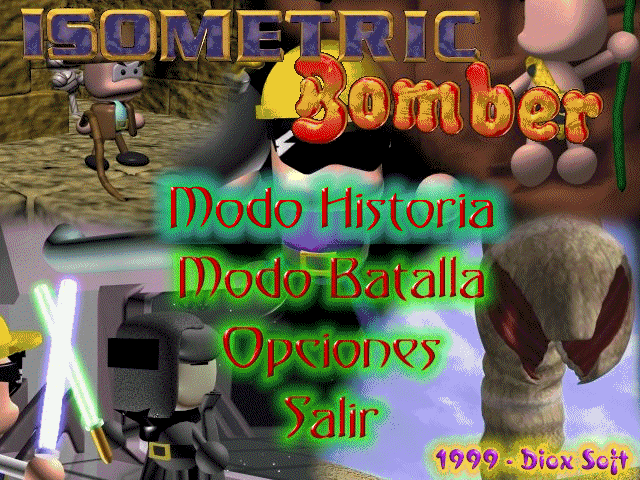 ISOMETRIC
Bomber
Modo Historia
Modo Batalla
Opciones
Salir
1999 - Diox Soft